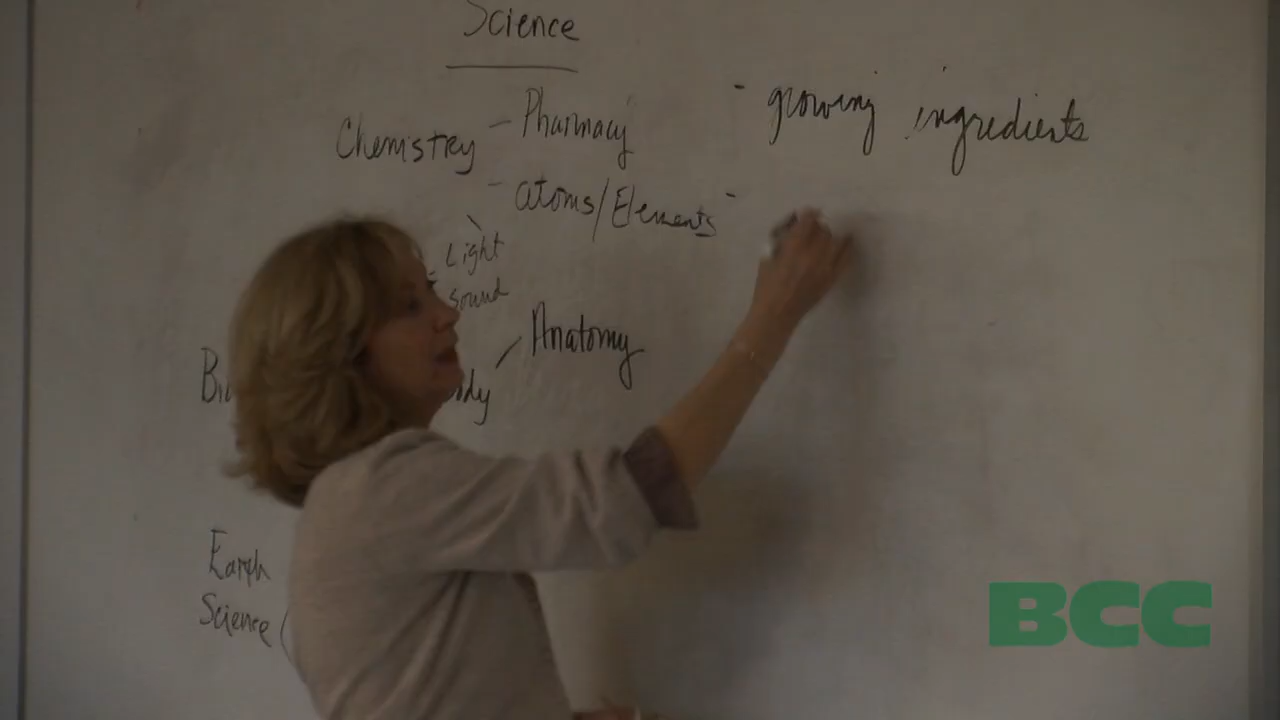 Science
Chemistry - Pharmacy - growing ingredients
- atoms/Elements -
Light
sound
Anatomy
Earth
Science (
BCC